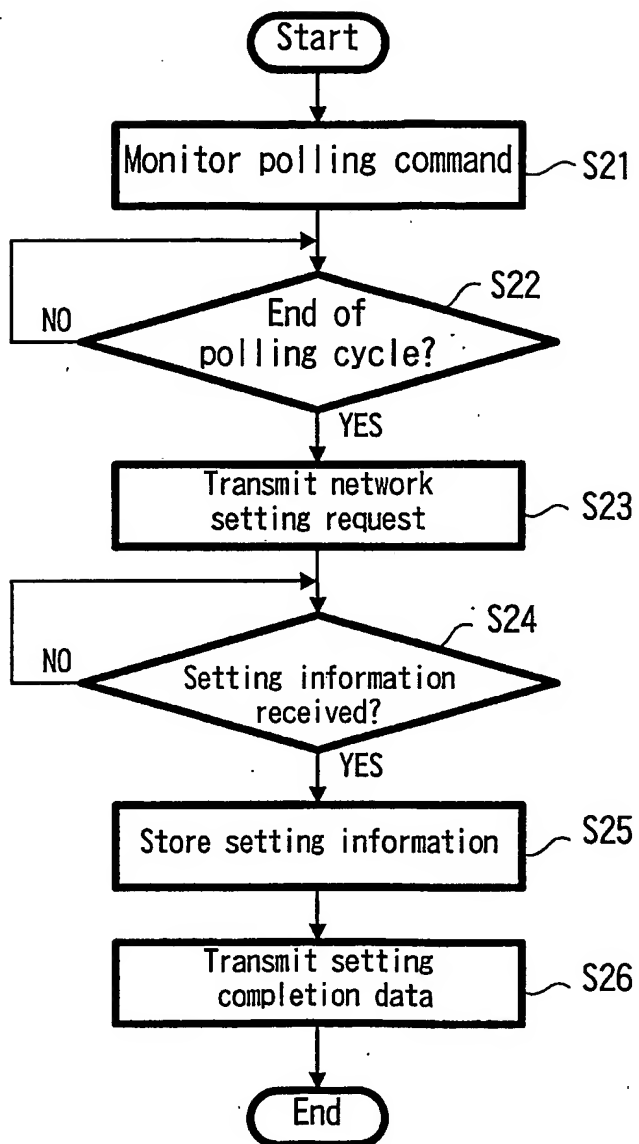 Start
Monitor polling command
S21
S22
End of
polling cycle?
NO
YES
Transmit network
setting request
S23
S24
Setting information
received?
NO
YES
Store setting information
S25
Transmit setting
completion data
S26
End